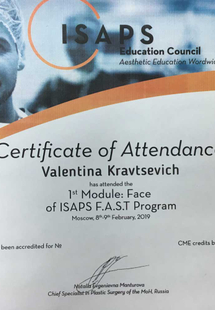 ISAPS
Education Council
Aesthetic Education Worldwi
Certificate of Attendanc
Valentina Kravtsevich
has attended the
1st Module: Face
of ISAPS F.A.S.T Program
Moscow, 8th-9th February, 2019
been accredited for №
CME credits b
Natalia Evgenievna Manturova
Chief Specialist in Plastic Surgery of the MoH, Russia